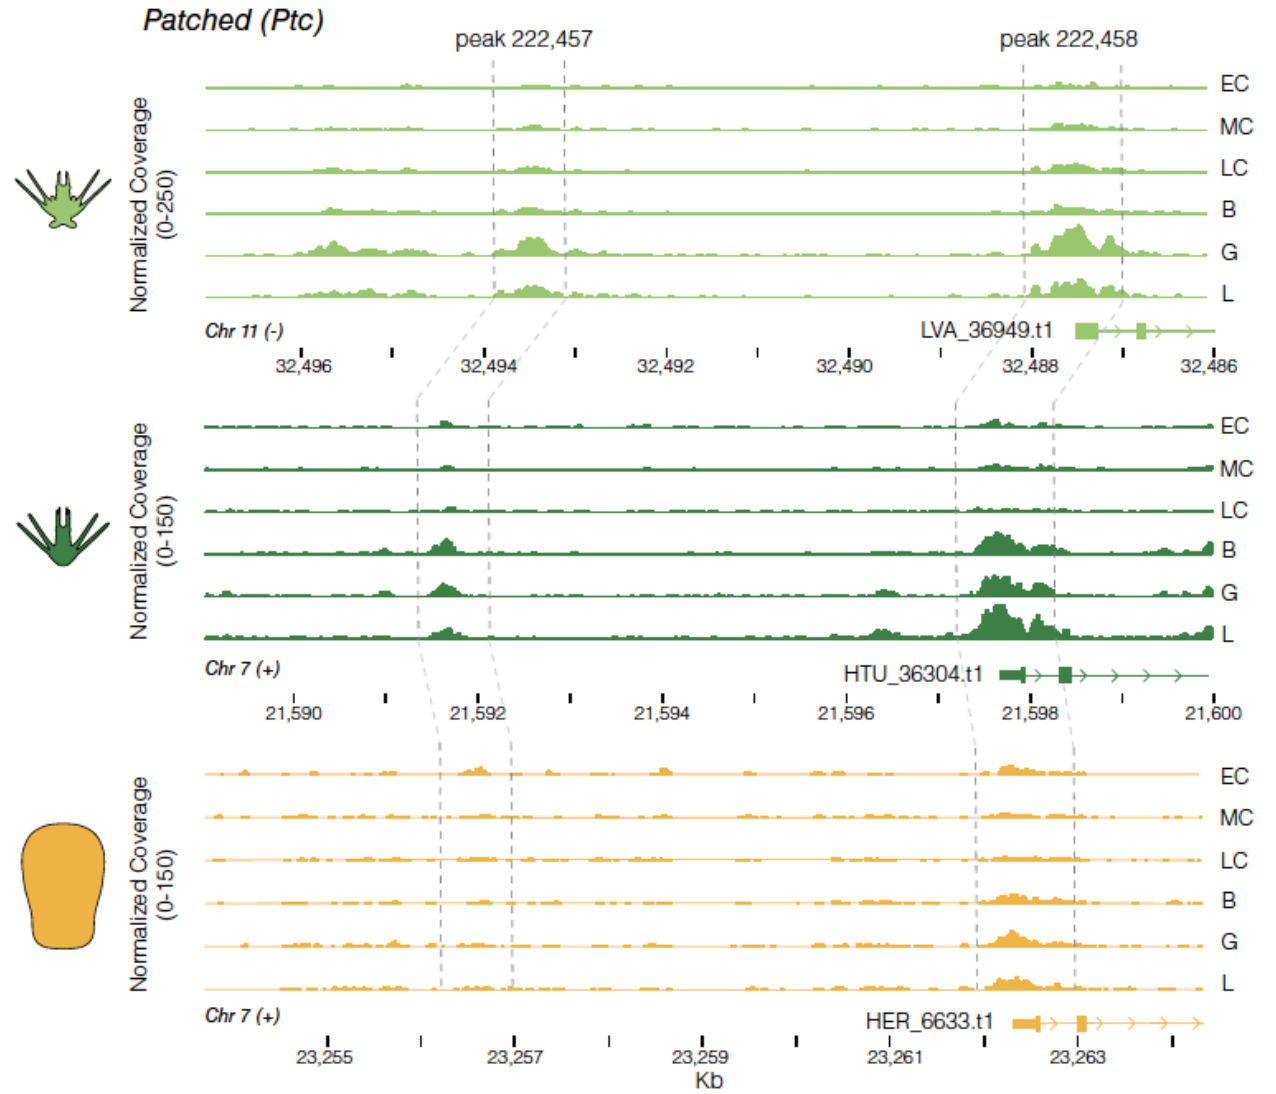 Patched (Ptc)
peak 222,457
peak 222,458
Normalized Coverage
(0-250)
EC
MC
LC
B
G
L
Chr 11 (-)
LVA_36949.t1
32,496
32,494
32,492
32,490
32,488
32,486
Normalized Coverage
(0-150)
EC
MC
LC
B
G
L
Chr 7 (+)
HTU_36304.t1
21,590
21,592
21,594
21,596
21,598
21,600
Normalized Coverage
(0-150)
EC
MC
LC
B
G
L
Chr 7 (+)
HER_6633.t1
23,255
23,257
23,259
23,261
23,263
Kb